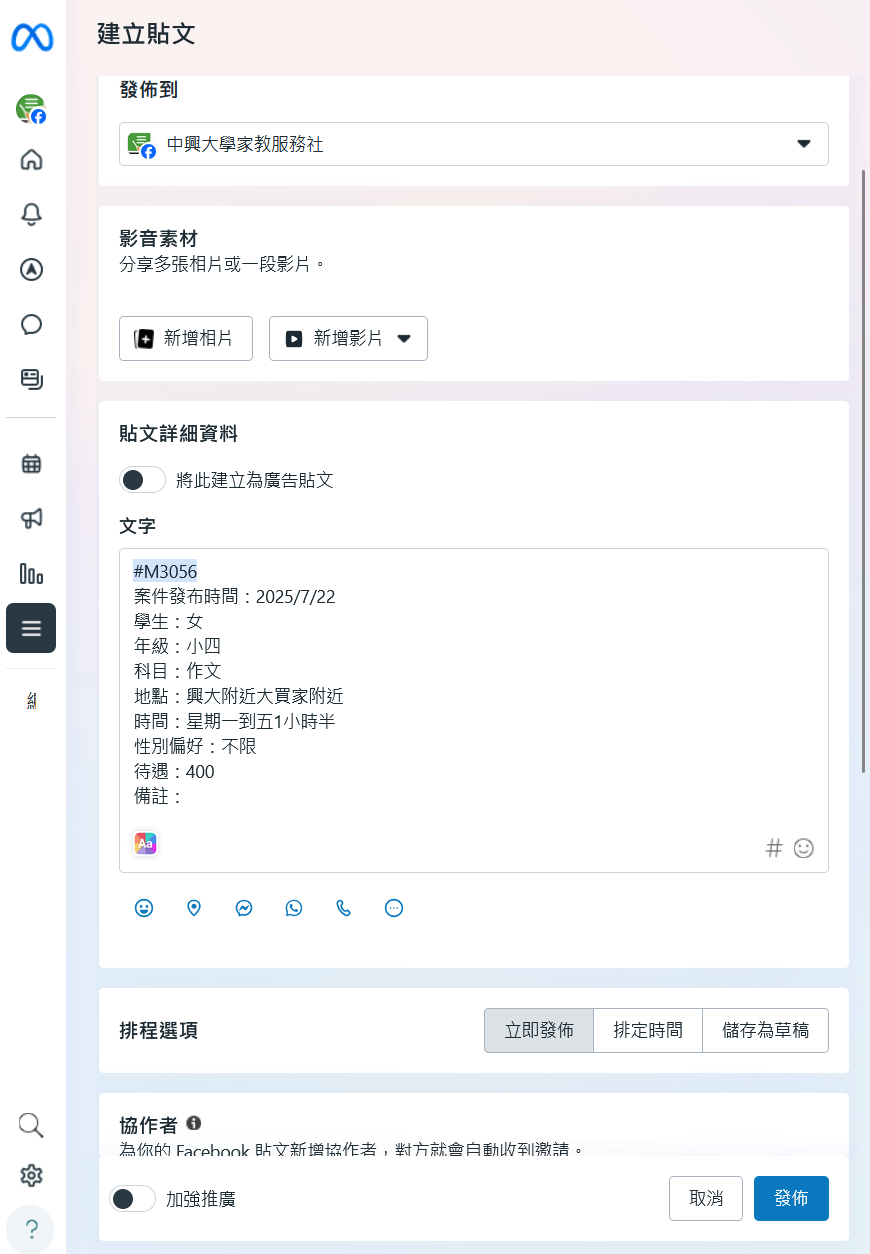 建立貼文
發佈到
中興大學家教服務社
影音素材
分享多張相片或一段影片。
新增相片
新增影片
貼文詳細資料
將此建立為廣告貼文
文字
#M3056
案件發布時間：2025/7/22
學生：女
年級：小四
科目：作文
地點：興大附近大買家附近
時間：星期一到五1小時半
性別偏好：不限
待遇：400
備註：
Aa
#
排程選項
立即發佈
排定時間
儲存為草稿
協作者
為你的 Facebook 貼文新增協作者，對方就會自動收到邀請。
加強推廣
取消
發佈
?